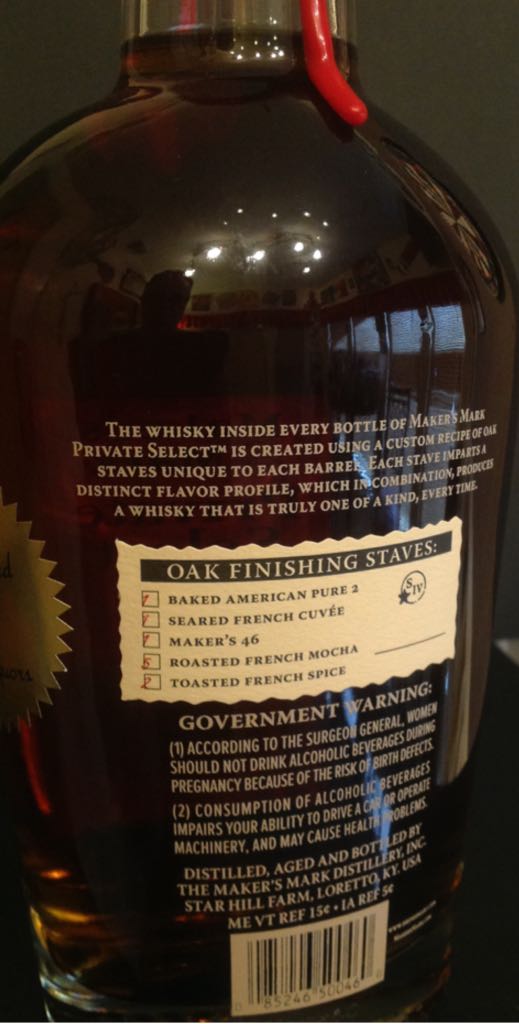 THE WHISKY INSIDE EVERY BOTTLE OF MAKER'S MARK
PRIVATE SELECT™ IS CREATED USING A CUSTOM RECIPE OF OAK
STAVES UNIQUE TO EACH BARREL. EACH STAVE IMPARTS A
DISTINCT FLAVOR PROFILE, WHICH IN COMBINATION, PRODUCES
A WHISKY THAT IS TRULY ONE OF A KIND, EVERY TIME.
OAK FINISHING STAVES:
1 BAKED AMERICAN PURE 2
1 SEARED FRENCH CUVÉE
1 MAKER'S 46
5 ROASTED FRENCH MOCHA
2 TOASTED FRENCH SPICE
S IV
GOVERNMENT WARNING:
(1) ACCORDING TO THE SURGEON GENERAL, WOMEN
SHOULD NOT DRINK ALCOHOLIC BEVERAGES DURING
PREGNANCY BECAUSE OF THE RISK OF BIRTH DEFECTS.
(2) CONSUMPTION OF ALCOHOLIC BEVERAGES
IMPAIRS YOUR ABILITY TO DRIVE A CAR OR OPERATE
MACHINERY, AND MAY CAUSE HEALTH PROBLEMS.
DISTILLED, AGED AND BOTTLED BY
THE MAKER'S MARK DISTILLERY, INC.
STAR HILL FARM, LORETTO, KY. USA
ME VT REF 15¢ • IA REF 5¢
0 85246 50046 6